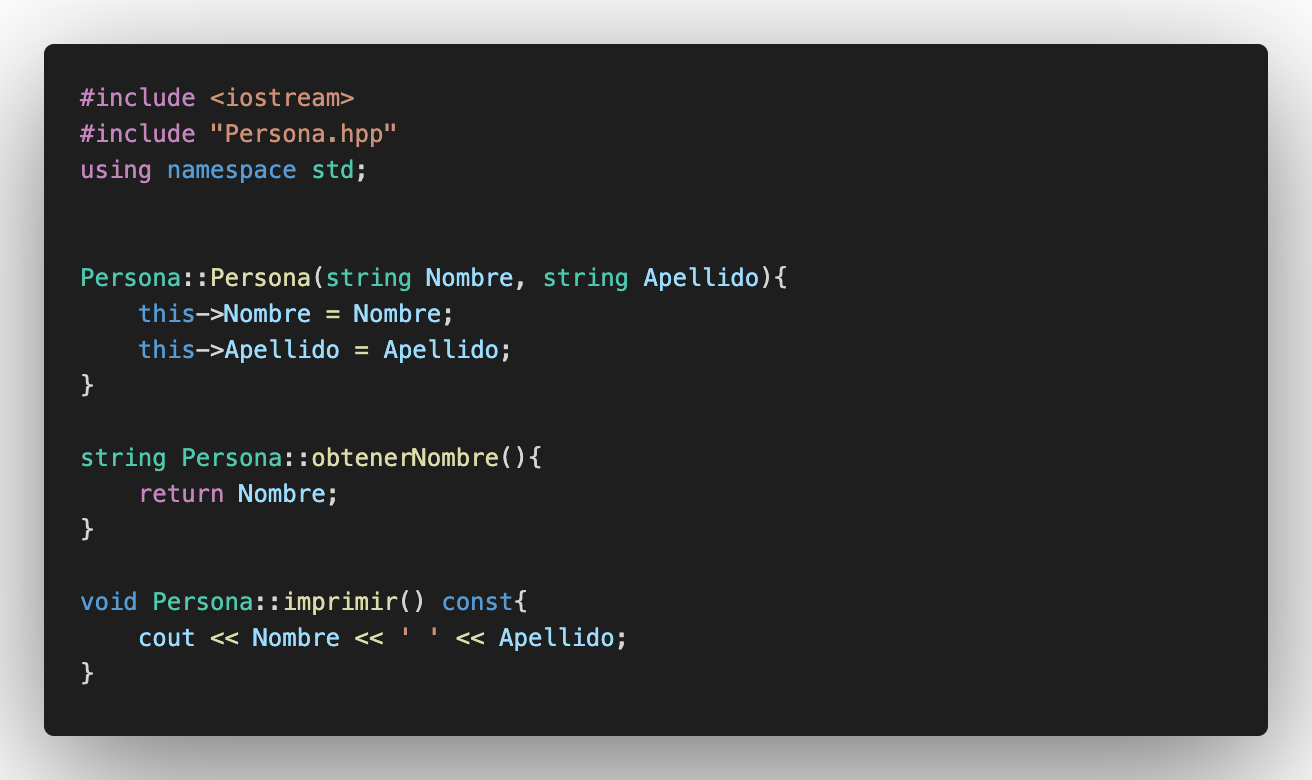 #include <iostream>
#include "Persona.hpp"
using namespace std;
Persona::Persona(string Nombre, string Apellido){
    this->Nombre = Nombre;
    this->Apellido = Apellido;
}
string Persona::obtenerNombre(){
    return Nombre;
}
void Persona::imprimir() const{
    cout << Nombre << ' ' << Apellido;
}